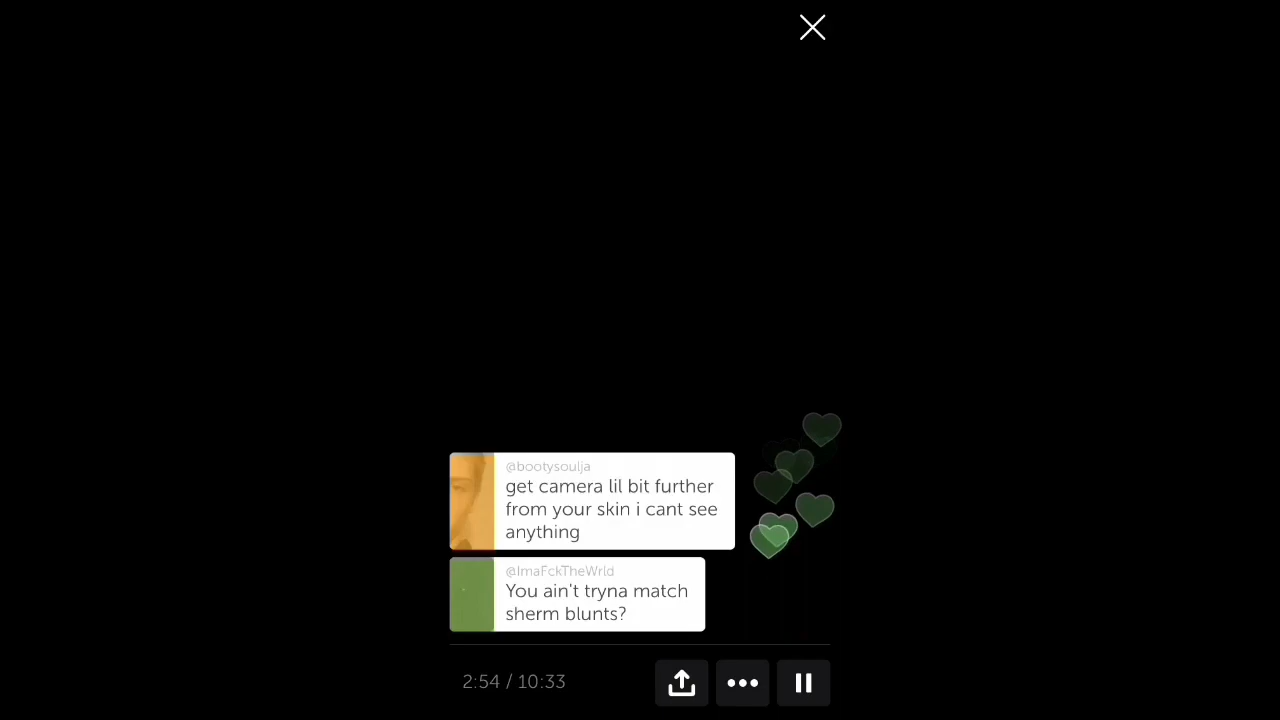 @bootysoulja
get camera lil bit further
from your skin i cant see
anything
@ImaFckTheWrld
You ain't tryna match
sherm blunts?
2:54 / 10:33